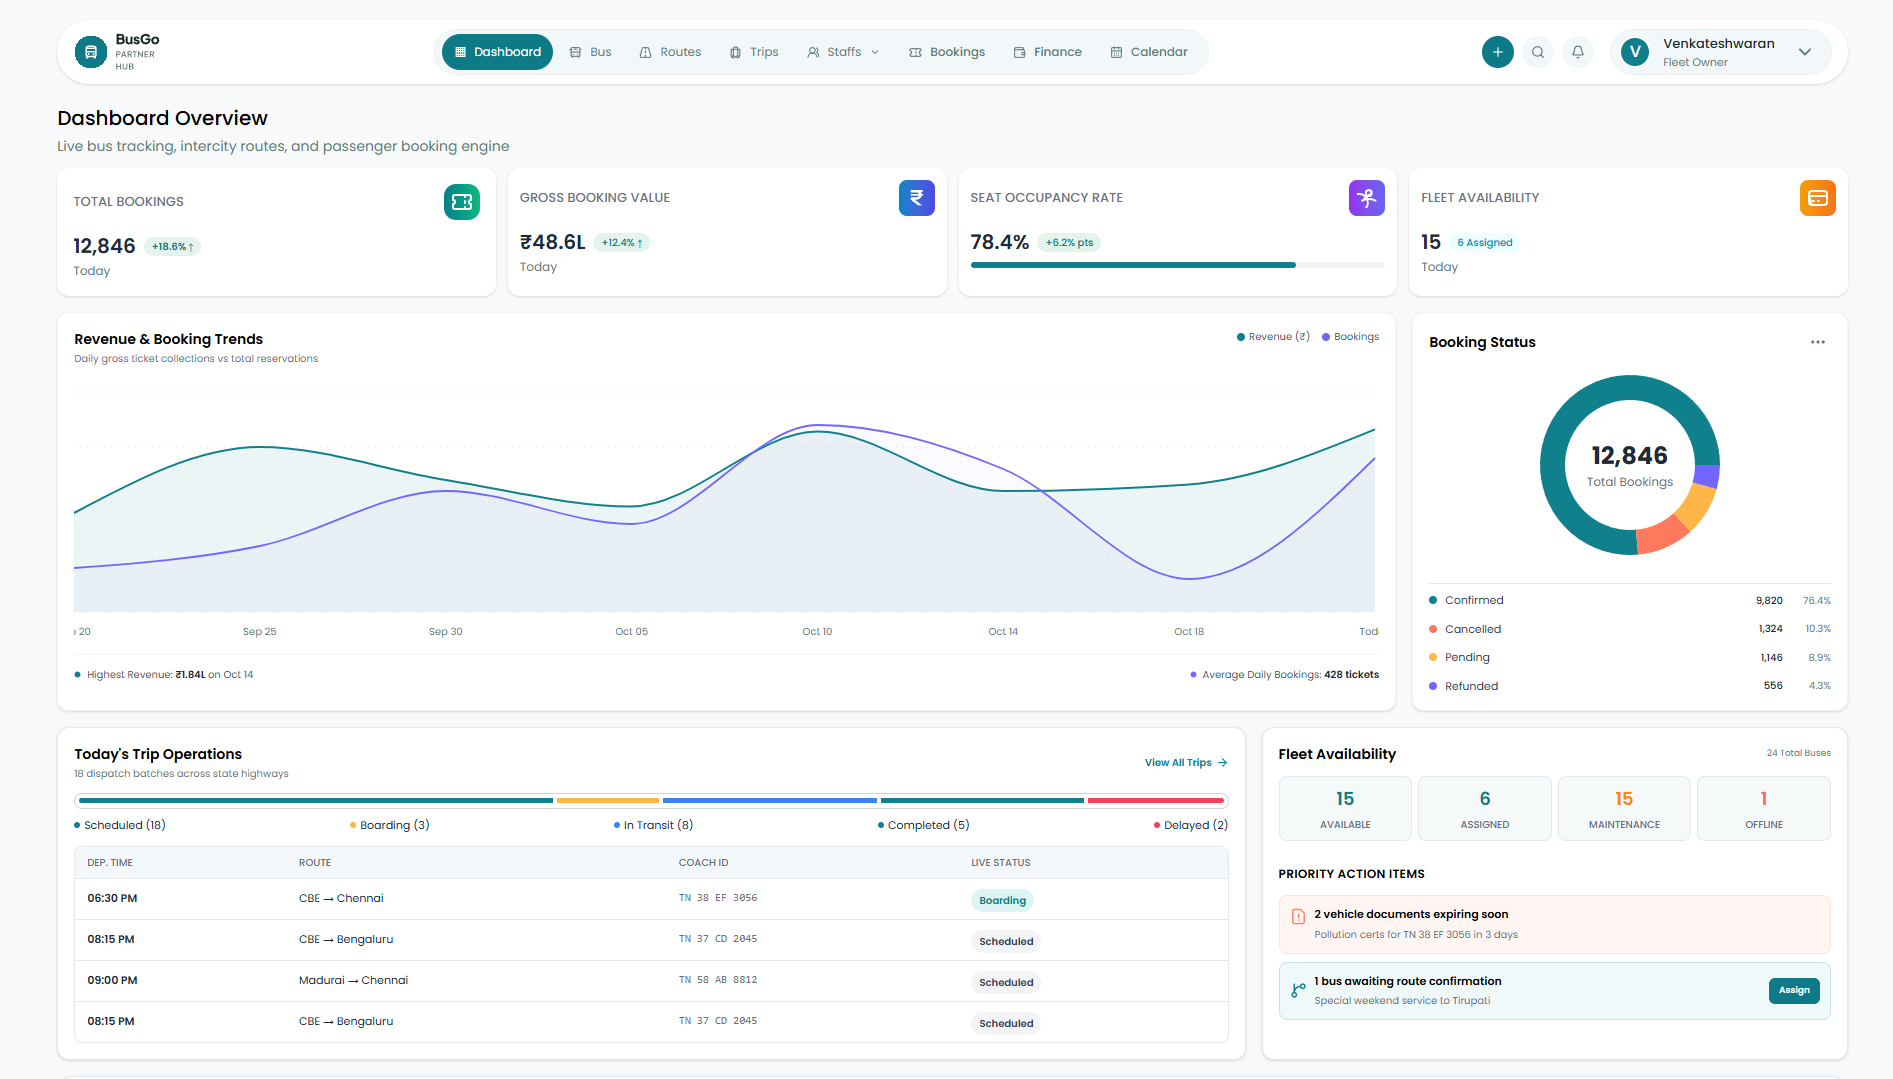 BusGo
PARTNER
HUB
Dashboard
Bus
Routes
Trips
Staffs
Bookings
Finance
Calendar
V
Venkateshwaran
Fleet Owner
Dashboard Overview
Live bus tracking, intercity routes, and passenger booking engine
TOTAL BOOKINGS
12,846 +18.6% ↑
Today
GROSS BOOKING VALUE
₹
₹48.6L +12.4% ↑
Today
SEAT OCCUPANCY RATE
78.4% +6.2% pts
FLEET AVAILABILITY
15 6 Assigned
Today
Revenue & Booking Trends
Daily gross ticket collections vs total reservations
Revenue (₹) Bookings
20 Sep 25 Sep 30 Oct 05 Oct 10 Oct 14 Oct 18 Tod
Highest Revenue: ₹1.84L on Oct 14
Average Daily Bookings: 428 tickets
Booking Status
12,846
Total Bookings
Confirmed 9,820 76.4%
Cancelled 1,324 10.3%
Pending 1,146 8.9%
Refunded 556 4.3%
Today's Trip Operations
18 dispatch batches across state highways
View All Trips →
Scheduled (18) Boarding (3) In Transit (8) Completed (5) Delayed (2)
DEP. TIME ROUTE COACH ID LIVE STATUS
06:30 PM CBE → Chennai TN 38 EF 3056 Boarding
08:15 PM CBE → Bengaluru TN 37 CD 2045 Scheduled
09:00 PM Madurai → Chennai TN 58 AB 8812 Scheduled
08:15 PM CBE → Bengaluru TN 37 CD 2045 Scheduled
Fleet Availability
24 Total Buses
15 6 15 1
AVAILABLE ASSIGNED MAINTENANCE OFFLINE
PRIORITY ACTION ITEMS
2 vehicle documents expiring soon
Pollution certs for TN 38 EF 3056 in 3 days
1 bus awaiting route confirmation
Special weekend service to Tirupati
Assign